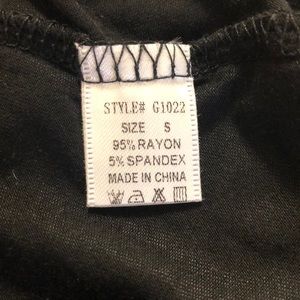 STYLE# G1022
SIZE S
95% RAYON
5% SPANDEX
MADE IN CHINA